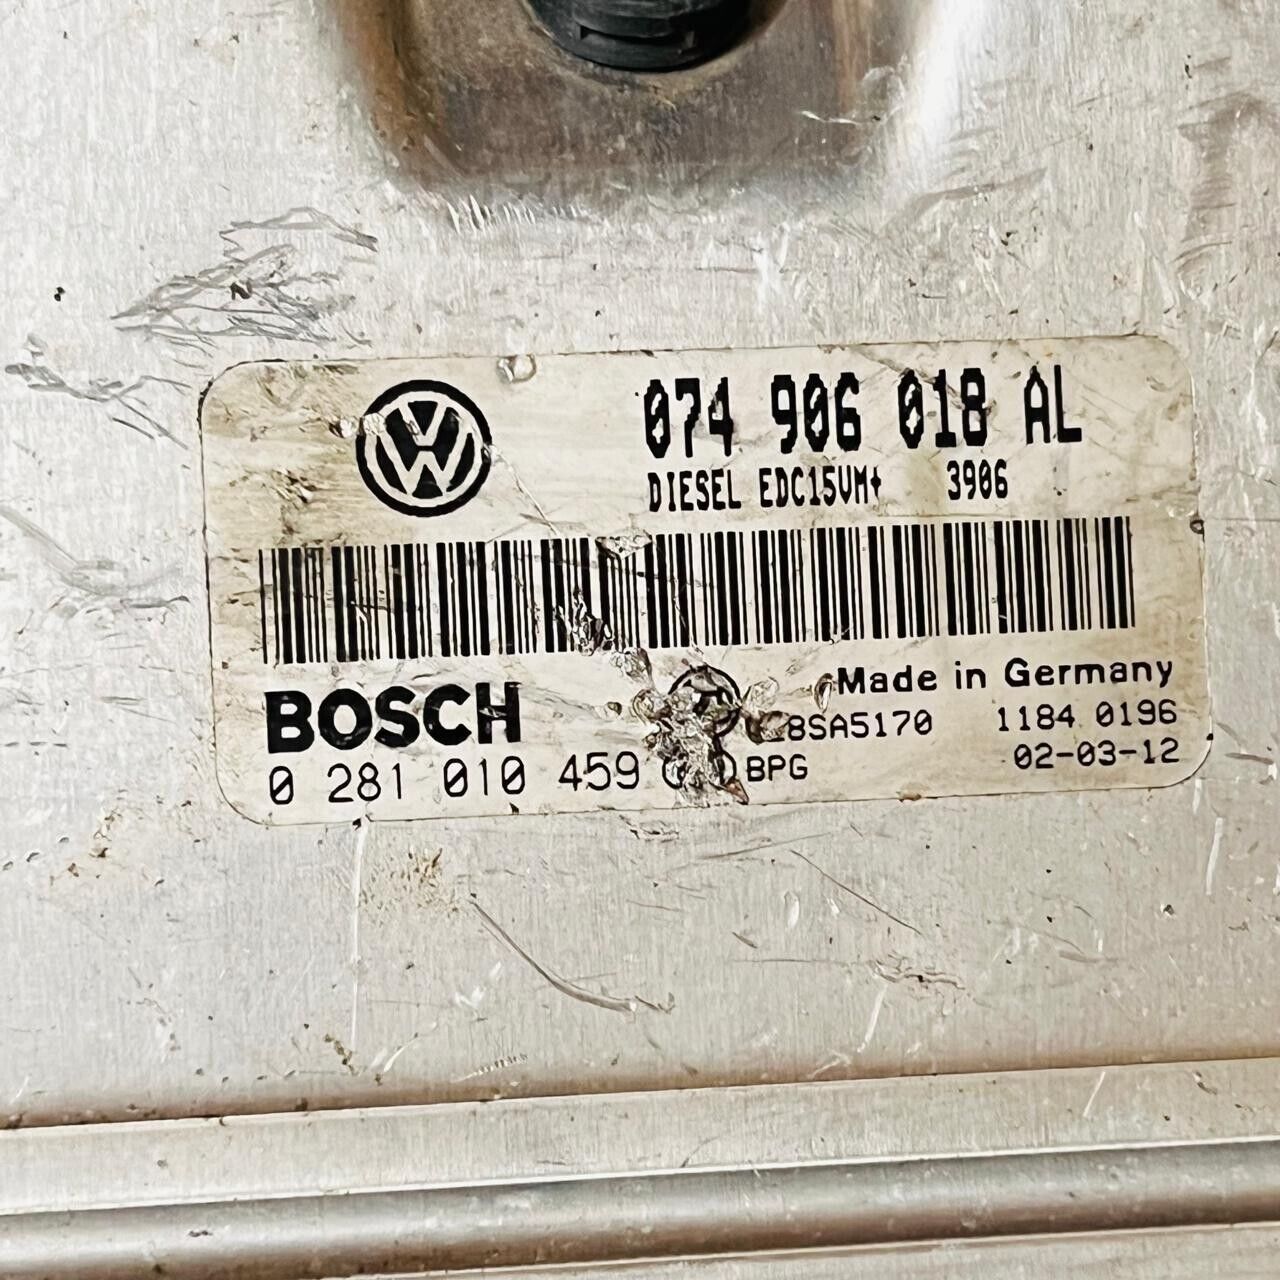 074 906 018 AL
DIESEL EDC15VM+ 3906
BOSCH
Made in Germany
28SA5170 1184 0196
0 281 010 459 BPG
02-03-12